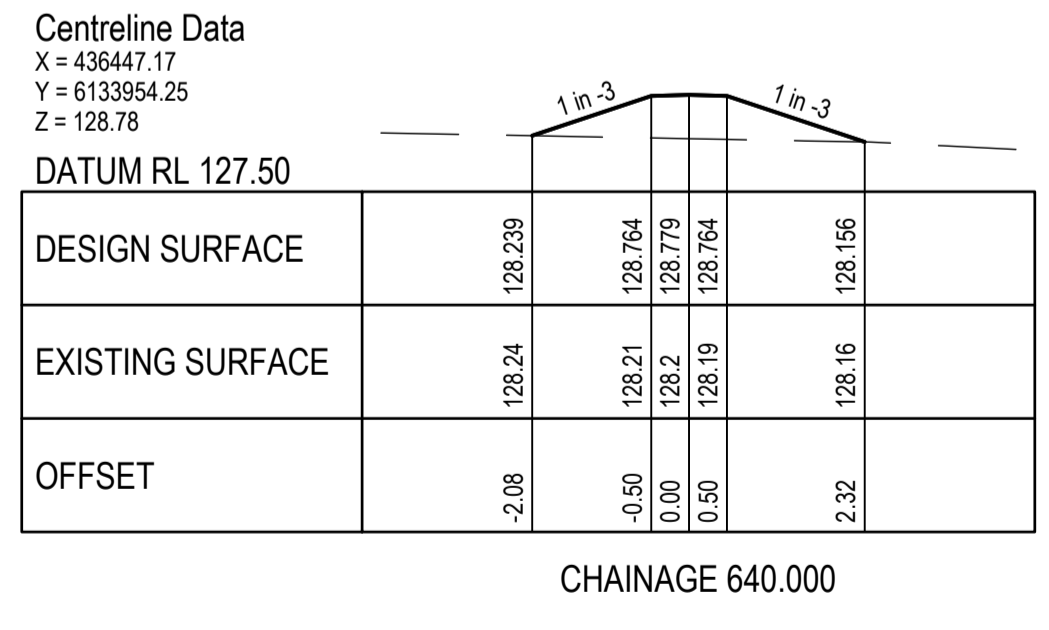 Centreline Data
X = 436447.17
Y = 6133954.25
Z = 128.78
1 in -3
1 in -3
DATUM RL 127.50
DESIGN SURFACE 128.239 128.764 128.779 128.764 128.156
EXISTING SURFACE 128.24 128.21 128.2 128.19 128.16
OFFSET -2.08 -0.50 0.00 0.50 2.32
CHAINAGE 640.000